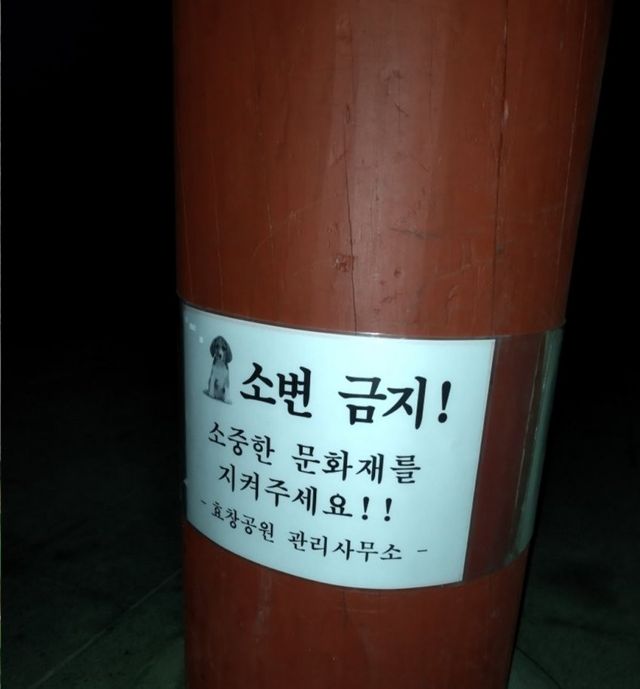 소변 금지!
소중한 문화재를
지켜주세요!!
- 효창공원 관리사무소 -